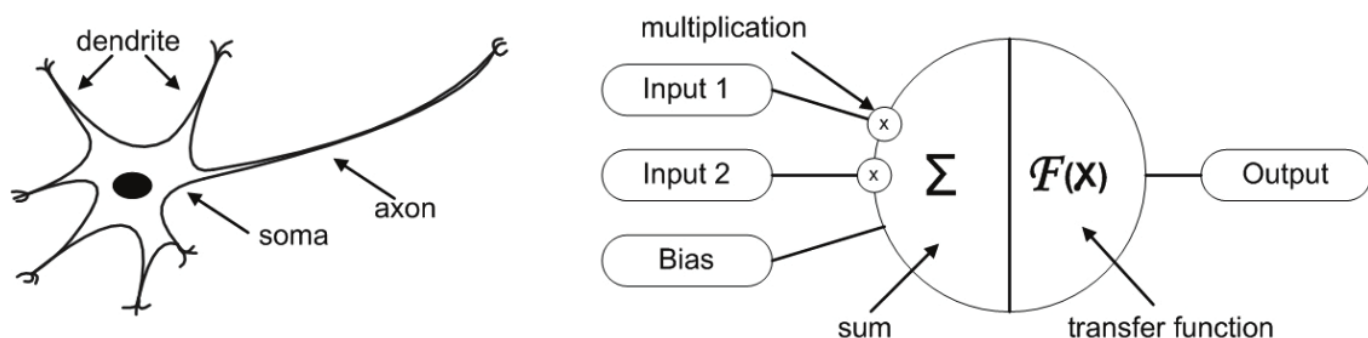 dendrite
axon
soma
multiplication
Input 1
x
Input 2
x
Bias
Σ
ℱ(X)
Output
sum
transfer function